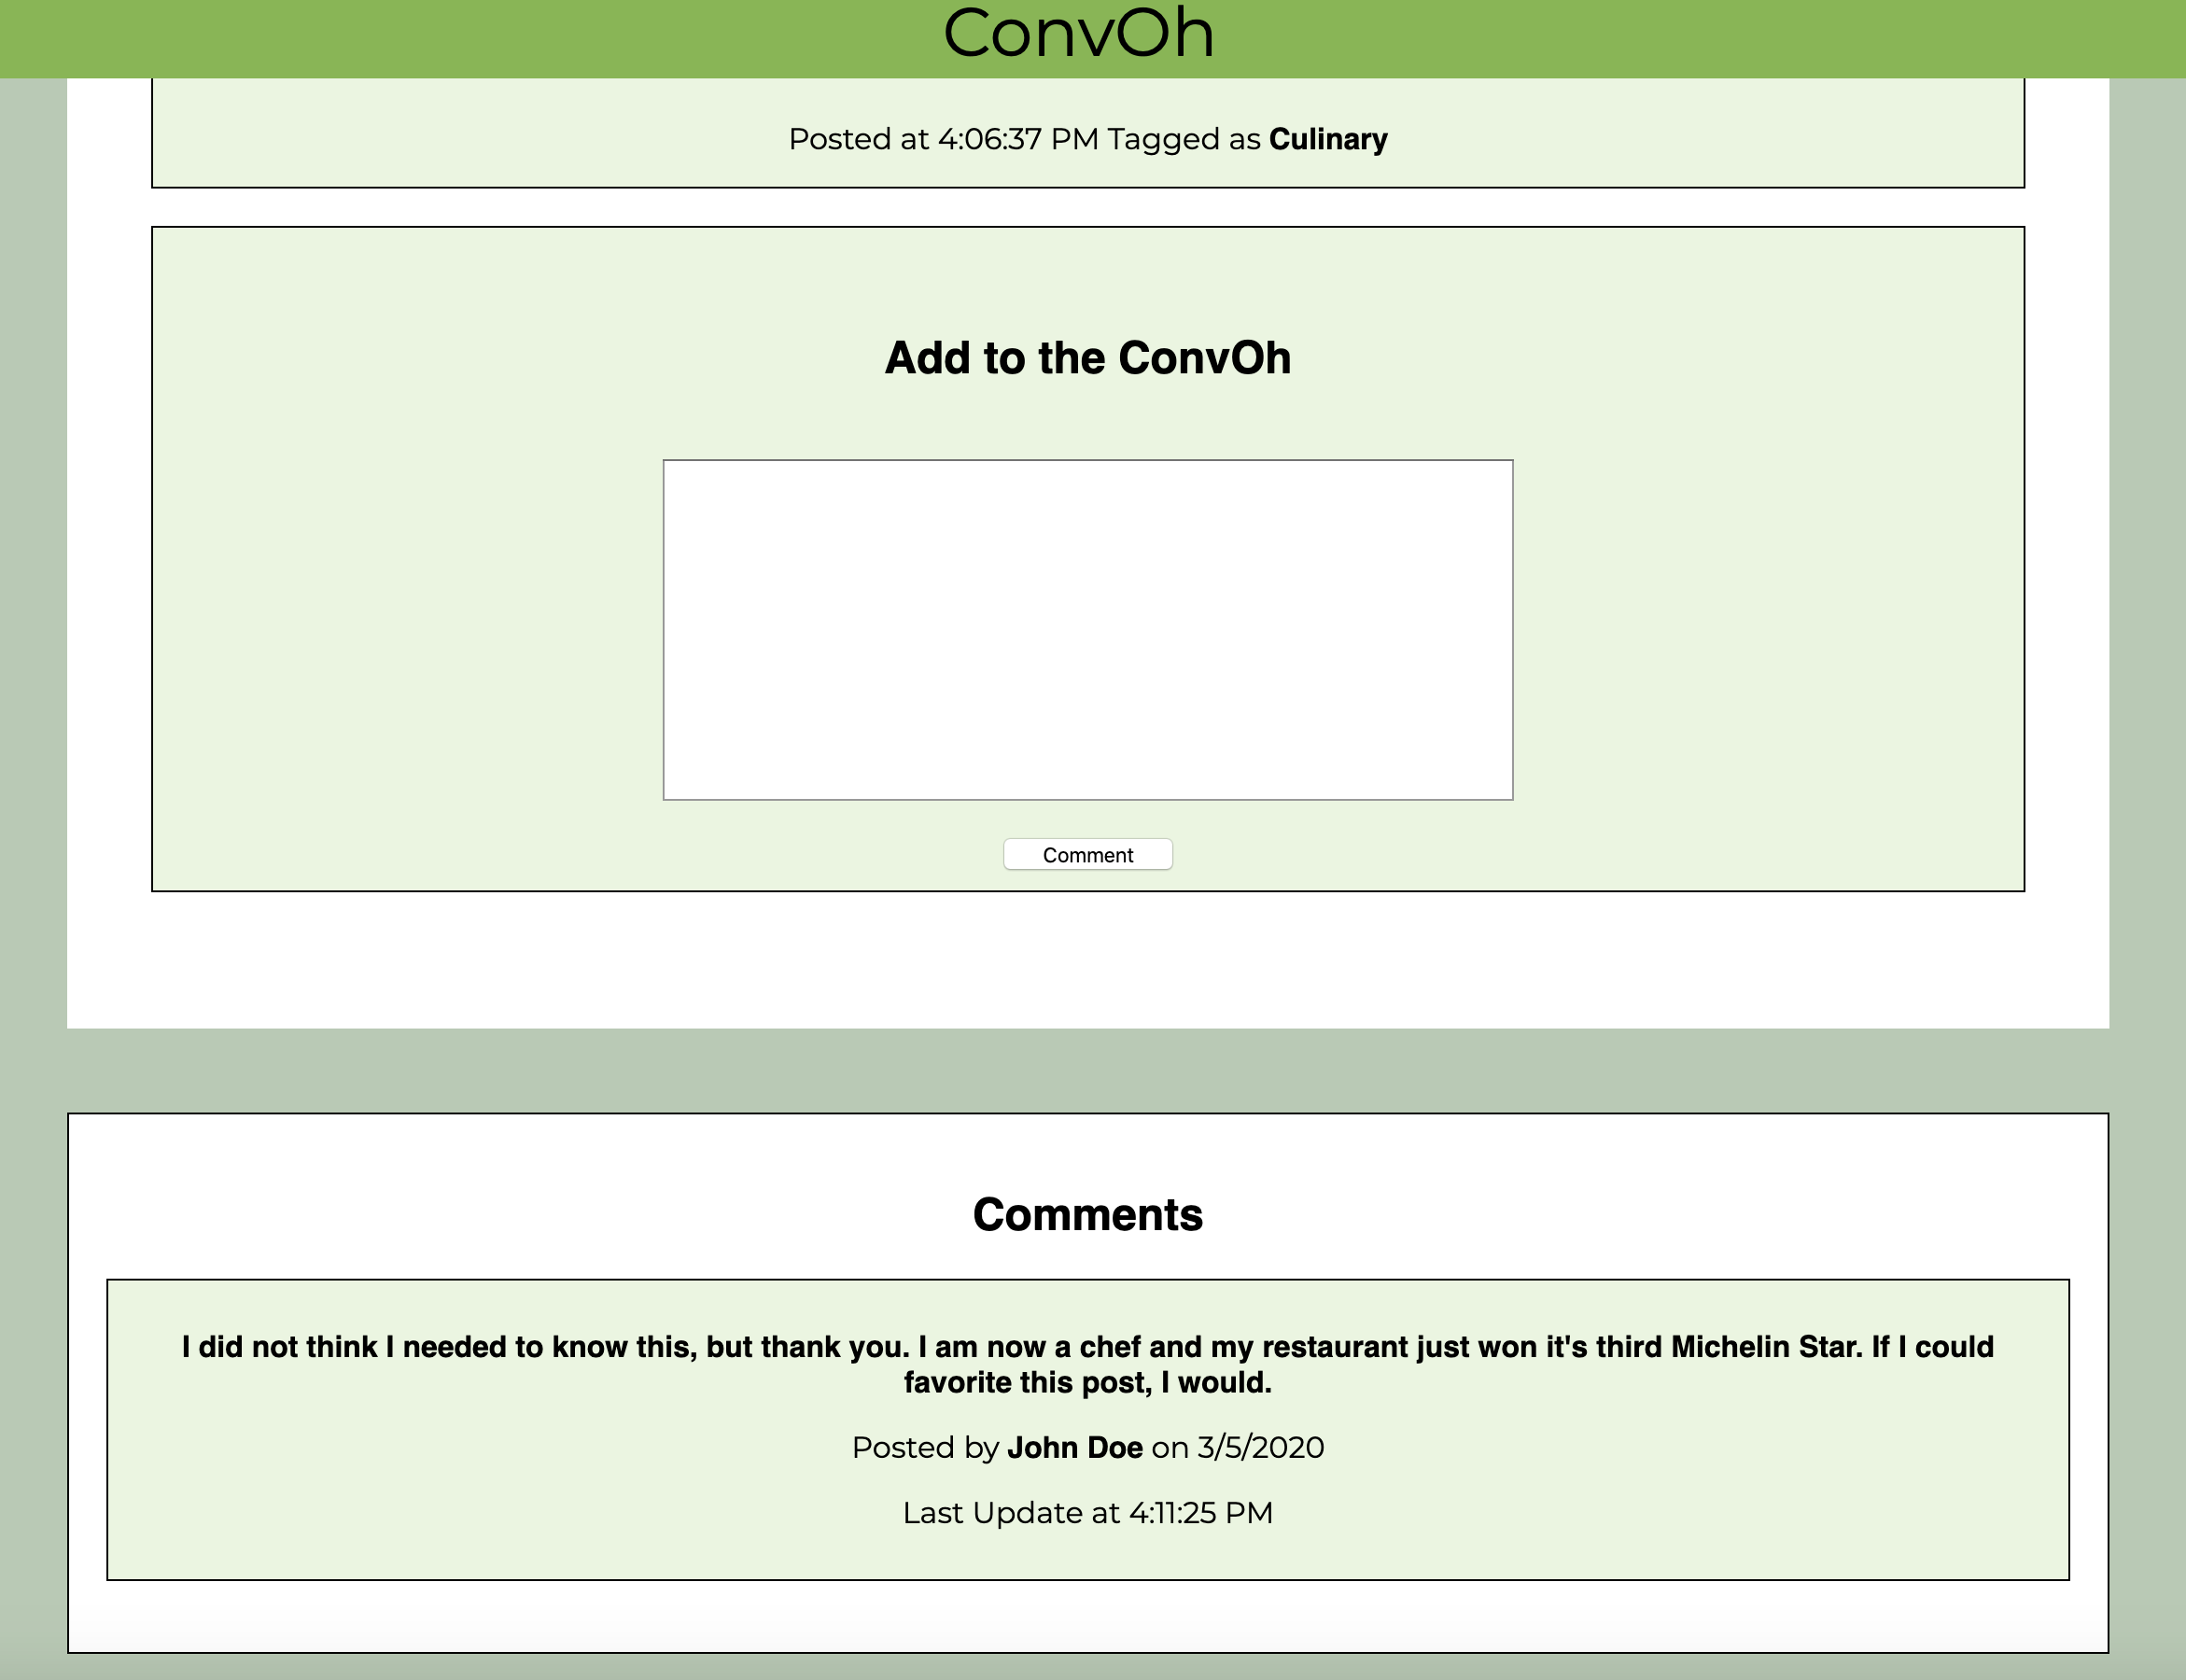 ConvOh
Posted at 4:06:37 PM Tagged as Culinary
Add to the ConvOh
Comment
Comments
I did not think I needed to know this, but thank you. I am now a chef and my restaurant just won it's third Michelin Star. If I could
favorite this post, I would.
Posted by John Doe on 3/5/2020
Last Update at 4:11:25 PM